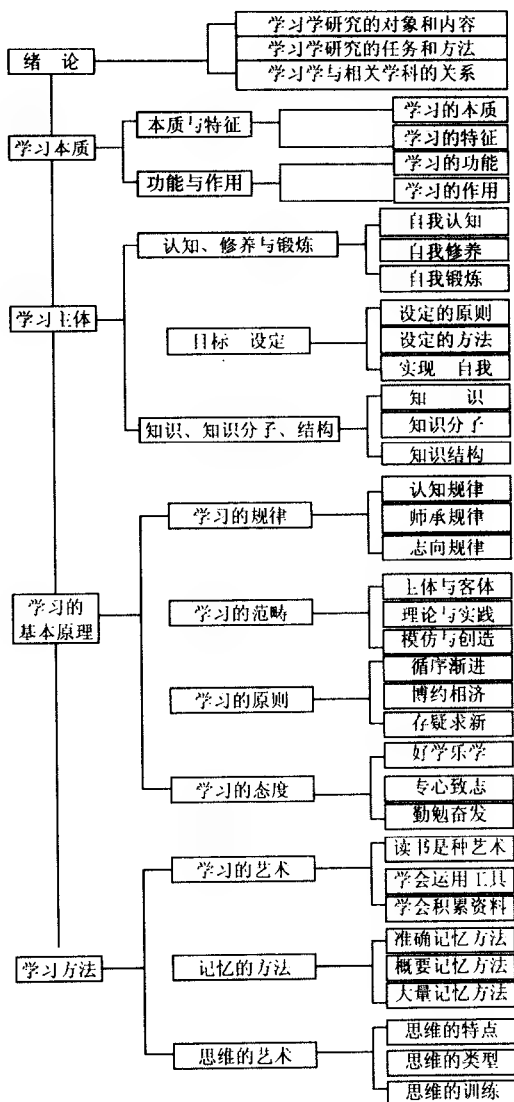 学习学研究的对象和内容
绪 论
学习学研究的任务和方法
学习学与相关学科的关系
学习本质
本质与特征
学习的本质
学习的特征
功能与作用
学习的功能
学习的作用
学习主体
认知、修养与锻炼
自我认知
自我修养
自我锻炼
目标 设定
设定的原则
设定的方法
实现 自我
知识、知识分子、结构
知 识
知识分子
知识结构
学习的
基本原理
学习的规律
认知规律
师承规律
志向规律
学习的范畴
主体与客体
理论与实践
模仿与创造
学习的原则
循序渐进
博约相济
存疑求新
学习的态度
好学乐学
专心致志
勤勉奋发
学习方法
学习的艺术
读书是种艺术
学会运用工具
学会积累资料
记忆的方法
准确记忆方法
概要记忆方法
大量记忆方法
思维的艺术
思维的特点
思维的类型
思维的训练